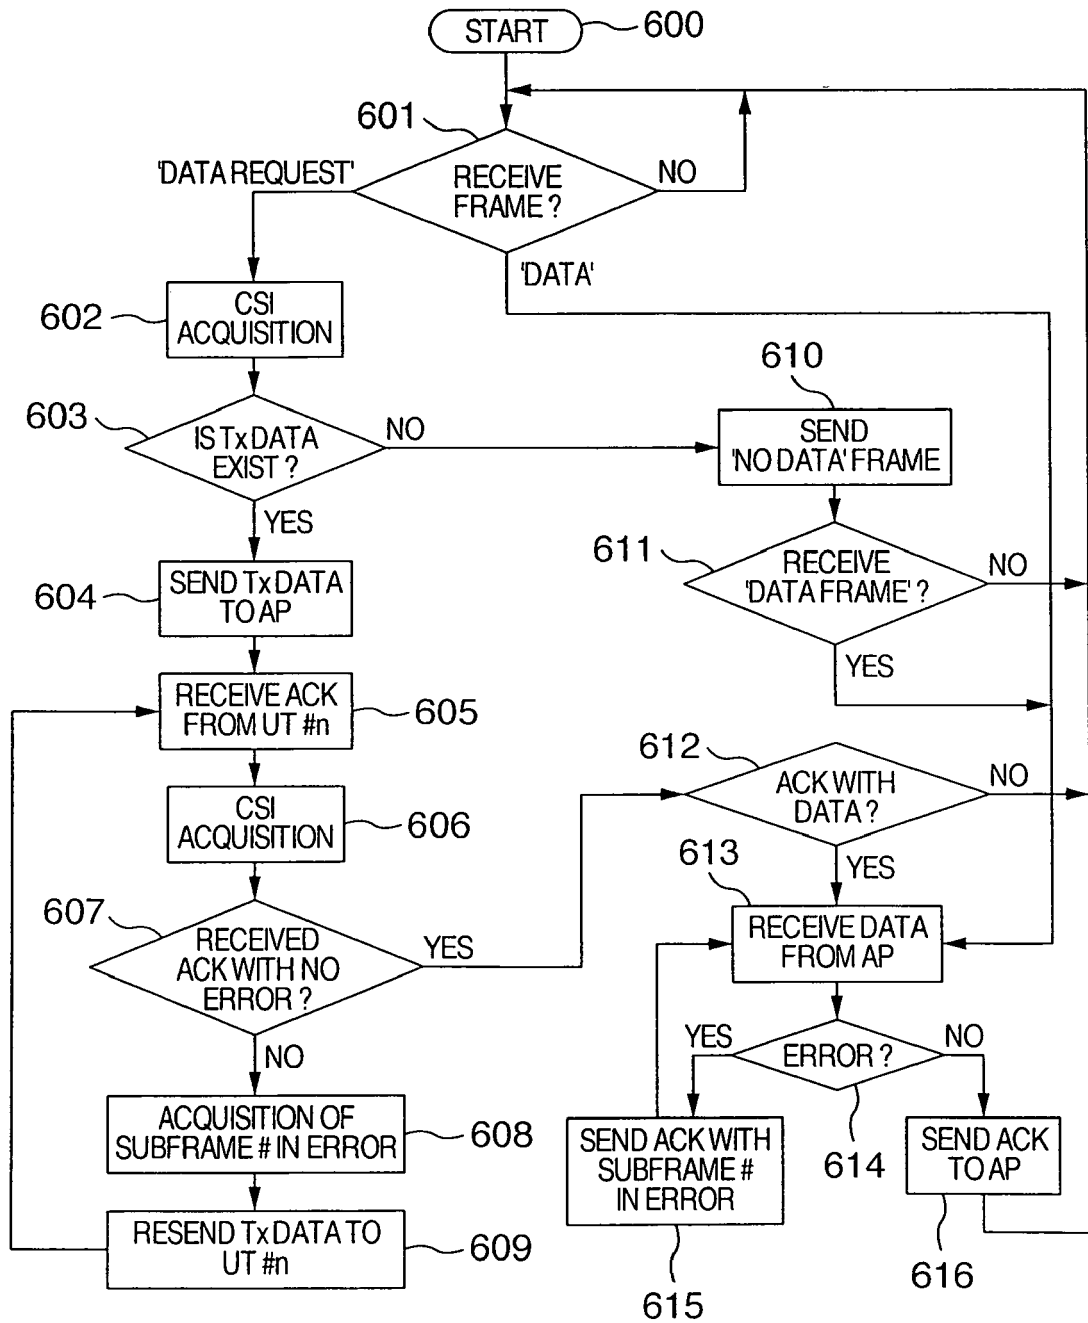 START
600
601
RECEIVE
FRAME ?
NO
'DATA REQUEST'
'DATA'
CSI
ACQUISITION
602
603
IS Tx DATA
EXIST ?
NO
YES
610
SEND
'NO DATA' FRAME
611
RECEIVE
'DATA FRAME' ?
NO
YES
604
SEND Tx DATA
TO AP
RECEIVE ACK
FROM UT #n
605
CSI
ACQUISITION
606
607
RECEIVED
ACK WITH NO
ERROR ?
YES
NO
612
ACK WITH
DATA ?
NO
YES
613
RECEIVE DATA
FROM AP
YES
ERROR ?
NO
614
ACQUISITION OF
SUBFRAME # IN ERROR
608
RESEND Tx DATA TO
UT #n
609
SEND ACK WITH
SUBFRAME #
IN ERROR
615
SEND ACK
TO AP
616